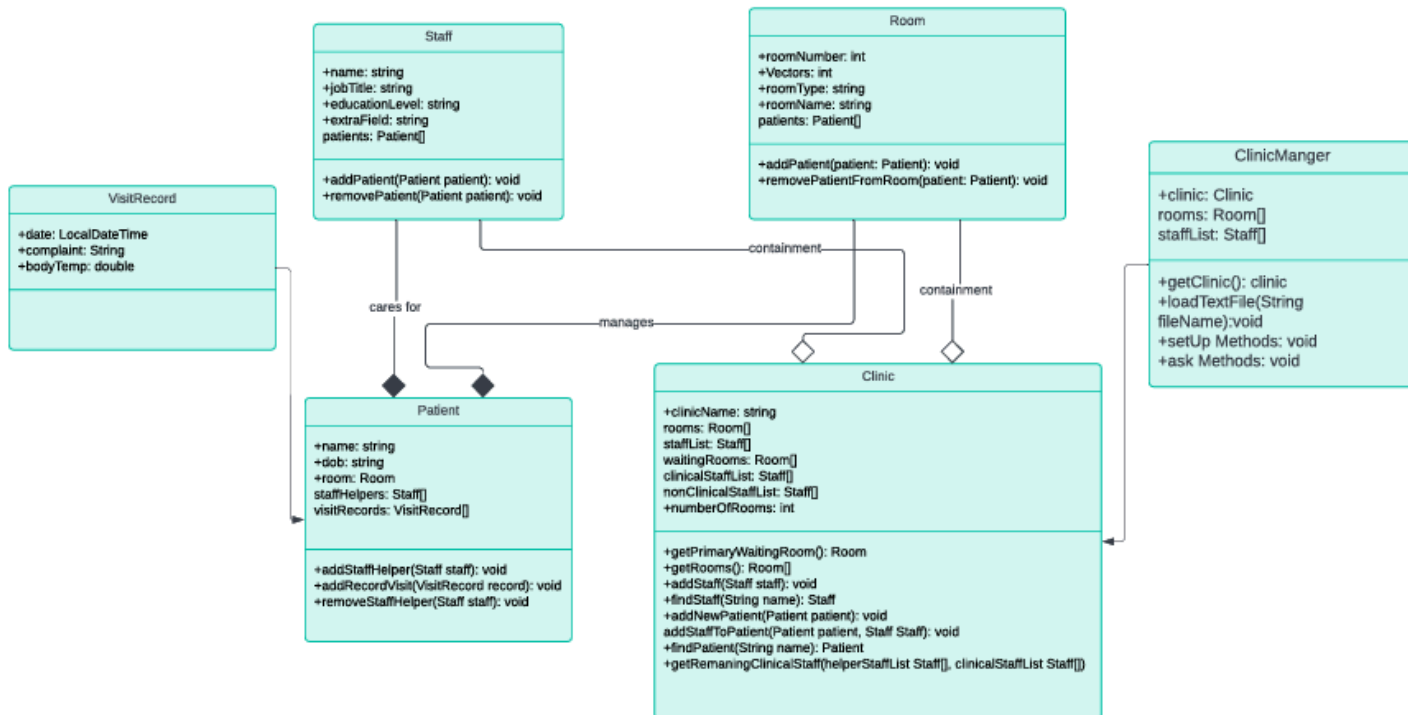 Staff
+name: string
+jobTitle: string
+educationLevel: string
+extraField: string
patients: Patient[]
+addPatient(Patient patient): void
+removePatient(Patient patient): void
Room
+roomNumber: int
+Vectors: int
+roomType: string
+roomName: string
patients: Patient[]
+addPatient(patient: Patient): void
+removePatientFromRoom(patient: Patient): void
ClinicManger
+clinic: Clinic
rooms: Room[]
staffList: Staff[]
+getClinic(): clinic
+loadTextFile(String
fileName):void
+setUp Methods: void
+ask Methods: void
VisitRecord
+date: LocalDateTime
+complaint: String
+bodyTemp: double
containment
containment
cares for
manages
Patient
+name: string
+dob: string
+room: Room
staffHelpers: Staff[]
visitRecords: VisitRecord[]
+addStaffHelper(Staff staff): void
+addRecordVisit(VisitRecord record): void
+removeStaffHelper(Staff staff): void
Clinic
+clinicName: string
rooms: Room[]
staffList: Staff[]
waitingRooms: Room[]
clinicalStaffList: Staff[]
nonClinicalStaffList: Staff[]
+numberOfRooms: int
+getPrimaryWaitingRoom(): Room
+getRooms(): Room[]
+addStaff(Staff staff): void
+findStaff(String name): Staff
+addNewPatient(Patient patient): void
addStaffToPatient(Patient patient, Staff Staff): void
+findPatient(String name): Patient
+getRemaningClinicalStaff(helperStaffList Staff[], clinicalStaffList Staff[])